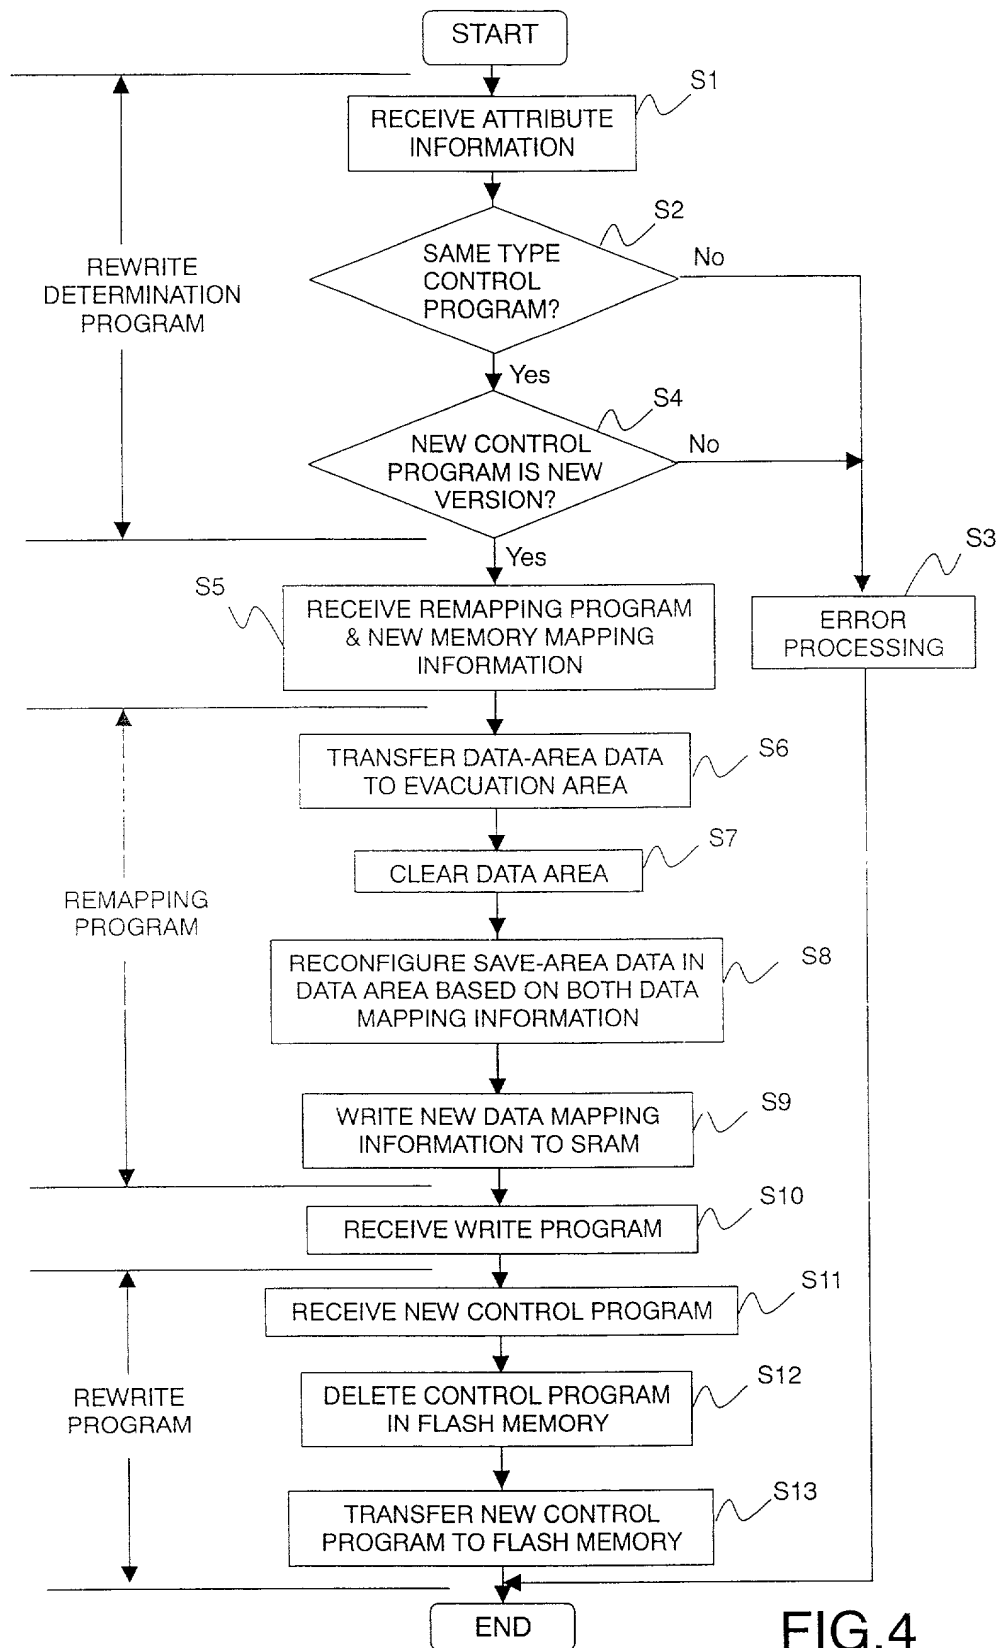 START
S1
RECEIVE ATTRIBUTE
INFORMATION
S2
SAME TYPE
CONTROL
PROGRAM?
No
REWRITE
DETERMINATION
PROGRAM
Yes
S4
NEW CONTROL
PROGRAM IS NEW
VERSION?
No
Yes
S3
ERROR
PROCESSING
S5
RECEIVE REMAPPING PROGRAM
& NEW MEMORY MAPPING
INFORMATION
S6
TRANSFER DATA-AREA DATA
TO EVACUATION AREA
S7
CLEAR DATA AREA
REMAPPING
PROGRAM
S8
RECONFIGURE SAVE-AREA DATA IN
DATA AREA BASED ON BOTH DATA
MAPPING INFORMATION
S9
WRITE NEW DATA MAPPING
INFORMATION TO SRAM
S10
RECEIVE WRITE PROGRAM
S11
RECEIVE NEW CONTROL PROGRAM
S12
DELETE CONTROL PROGRAM
IN FLASH MEMORY
REWRITE
PROGRAM
S13
TRANSFER NEW CONTROL
PROGRAM TO FLASH MEMORY
END
FIG.4